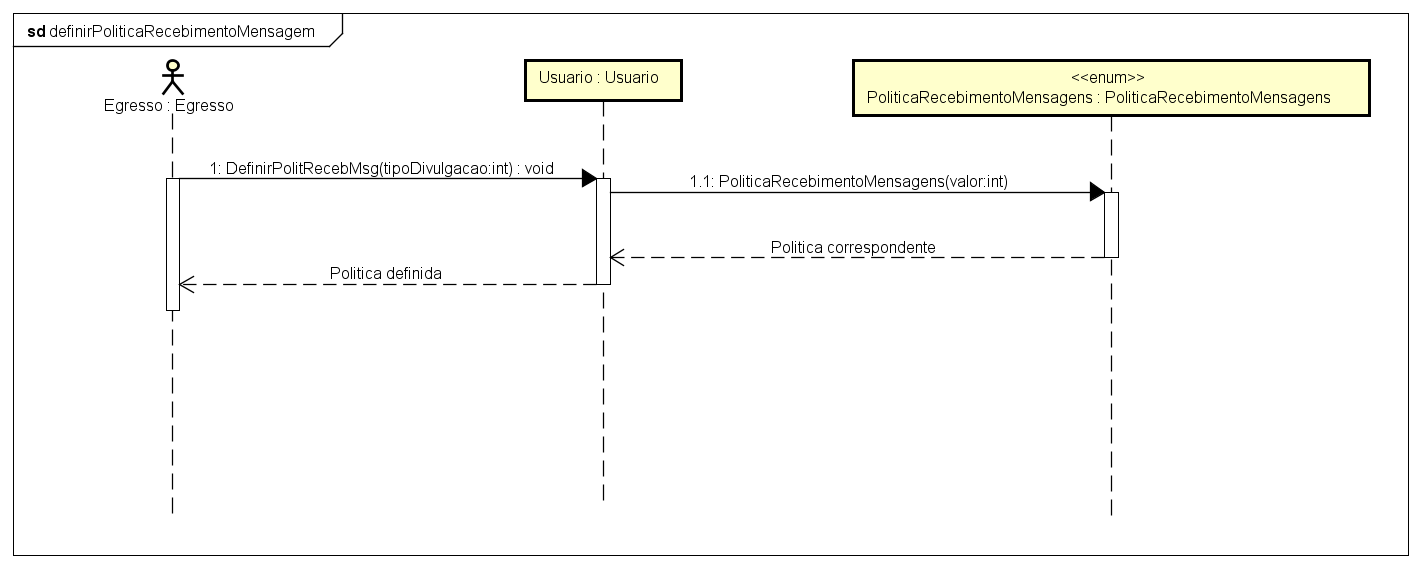 sd definirPoliticaRecebimentoMensagem
Egresso : Egresso
Usuario : Usuario
<<enum>>
PoliticaRecebimentoMensagens : PoliticaRecebimentoMensagens
1: DefinirPolitRecebMsg(tipoDivulgacao:int) : void
1.1: PoliticaRecebimentoMensagens(valor:int)
Politica correspondente
Politica definida